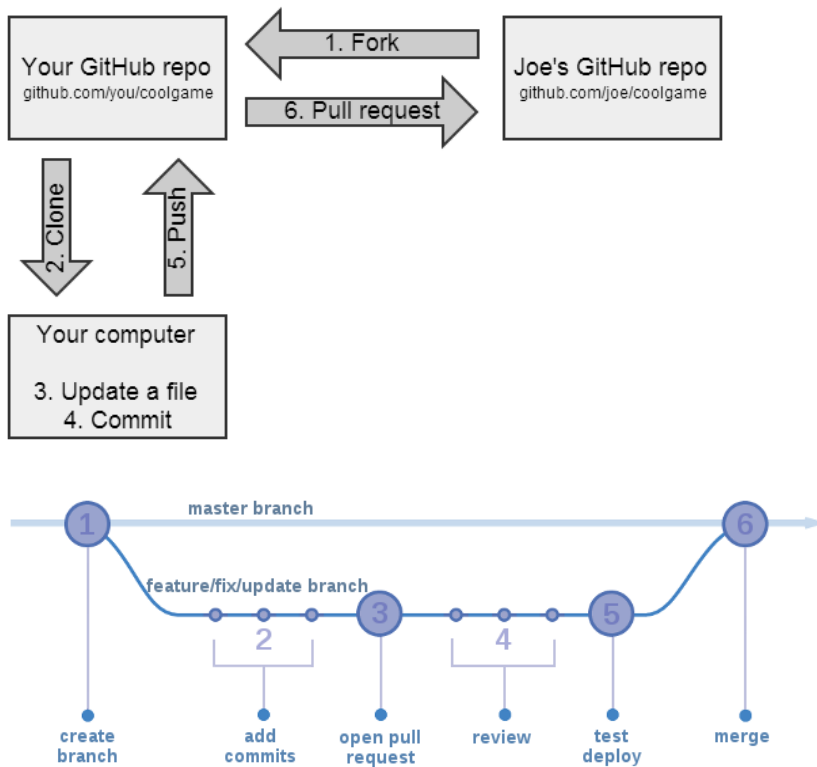 1. Fork
Your GitHub repo
github.com/you/coolgame
Joe's GitHub repo
github.com/joe/coolgame
6. Pull request
2. Clone
5. Push
Your computer
3. Update a file
4. Commit
master branch
1
6
feature/fix/update branch
2
3
4
5
create
branch
add
commits
open pull
request
review
test
deploy
merge